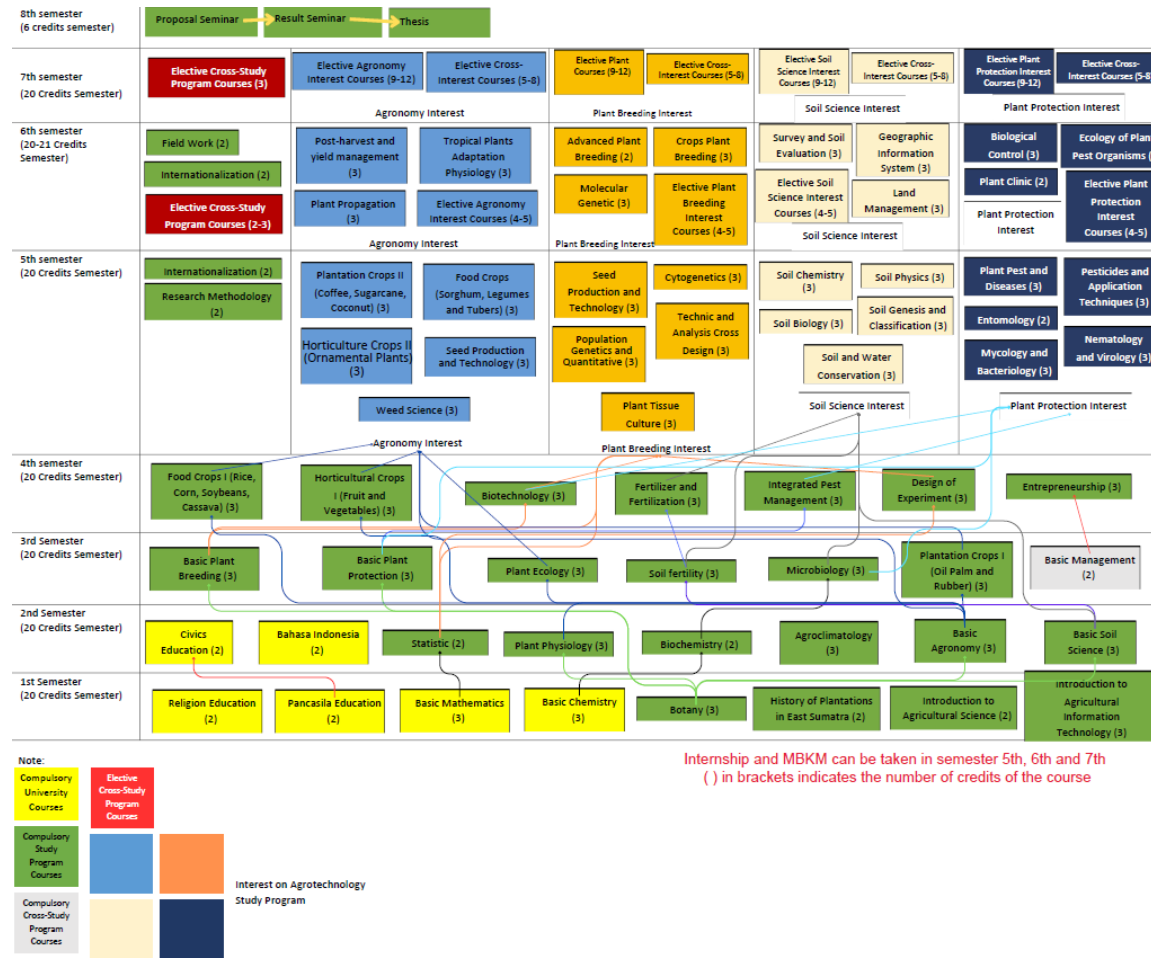 8th semester
(6 credits semester)
Proposal Seminar
Result Seminar
Thesis
7th semester
(20 Credits Semester)
Elective Cross-Study
Program Courses (3)
Elective Agronomy
Interest Courses (9-12)
Elective Cross-
Interest Courses (5-8)
Agronomy Interest
Elective Plant
Courses (9-12)
Elective Cross-
Interest Courses (5-8)
Plant Breeding Interest
Elective Soil
Science Interest
Courses (9-12)
Elective Cross-
Interest Courses (5-8)
Soil Science Interest
Elective Plant
Protection Interest
Courses (9-12)
Elective Cross-
Interest Courses (5-8)
Plant Protection Interest
6th semester
(20-21 Credits
Semester)
Field Work (2)
Internationalization (2)
Elective Cross-Study
Program Courses (2-3)
Post-harvest and
yield management
(3)
Tropical Plants
Adaptation
Physiology (3)
Plant Propagation
(3)
Elective Agronomy
Interest Courses (4-5)
Agronomy Interest
Advanced Plant
Breeding (2)
Crops Plant
Breeding (3)
Molecular
Genetic (3)
Elective Plant
Breeding
Interest
Courses (4-5)
Plant Breeding Interest
Survey and Soil
Evaluation (3)
Geographic
Information
System (3)
Elective Soil
Science Interest
Courses (4-5)
Land
Management (3)
Soil Science Interest
Biological
Control (3)
Ecology of Plant
Pest Organisms (
Plant Clinic (2)
Elective Plant
Protection
Interest
Courses (4-5)
Plant Protection
Interest
5th semester
(20 Credits Semester)
Internationalization (2)
Research Methodology
(2)
Plantation Crops II
(Coffee, Sugarcane,
Coconut) (3)
Food Crops
(Sorghum, Legumes
and Tubers) (3)
Horticulture Crops II
(Ornamental Plants)
(3)
Seed Production
and Technology (3)
Weed Science (3)
Agronomy Interest
Seed
Production and
Technology (3)
Cytogenetics (3)
Population
Genetics and
Quantitative (3)
Technic and
Analysis Cross
Design (3)
Plant Tissue
Culture (3)
Plant Breeding Interest
Soil Chemistry
(3)
Soil Physics (3)
Soil Biology (3)
Soil Genesis and
Classification (3)
Soil and Water
Conservation (3)
Soil Science Interest
Plant Pest and
Diseases (3)
Pesticides and
Application
Techniques (3)
Entomology (2)
Mycology and
Bacteriology (3)
Nematology
and Virology (3)
Plant Protection Interest
4th semester
(20 Credits Semester)
Food Crops I (Rice,
Corn, Soybeans,
Cassava) (3)
Horticultural Crops
I (Fruit and
Vegetables) (3)
Biotechnology (3)
Fertilizer and
Fertilization (3)
Integrated Pest
Management (3)
Design of
Experiment (3)
Entrepreneurship (3)
3rd Semester
(20 Credits Semester)
Basic Plant
Breeding (3)
Basic Plant
Protection (3)
Plant Ecology (3)
Soil fertility (3)
Microbiology (3)
Plantation Crops I
(Oil Palm and
Rubber) (3)
Basic Management
(2)
2nd Semester
(20 Credits Semester)
Civics
Education (2)
Bahasa Indonesia
(2)
Statistic (2)
Plant Physiology (3)
Biochemistry (2)
Agroclimatology
(3)
Basic
Agronomy (3)
Basic Soil
Science (3)
1st Semester
(20 Credits Semester)
Religion Education
(2)
Pancasila Education
(2)
Basic Mathematics
(3)
Basic Chemistry
(3)
Botany (3)
History of Plantations
in East Sumatra (2)
Introduction to
Agricultural Science (2)
Introduction to
Agricultural
Information
Technology (3)
Internship and MBKM can be taken in semester 5th, 6th and 7th
( ) in brackets indicates the number of credits of the course
Note:
Compulsory
University
Courses
Elective
Cross-Study
Program
Courses
Compulsory
Study
Program
Courses
Compulsory
Cross-Study
Program
Courses
Interest on Agrotechnology
Study Program